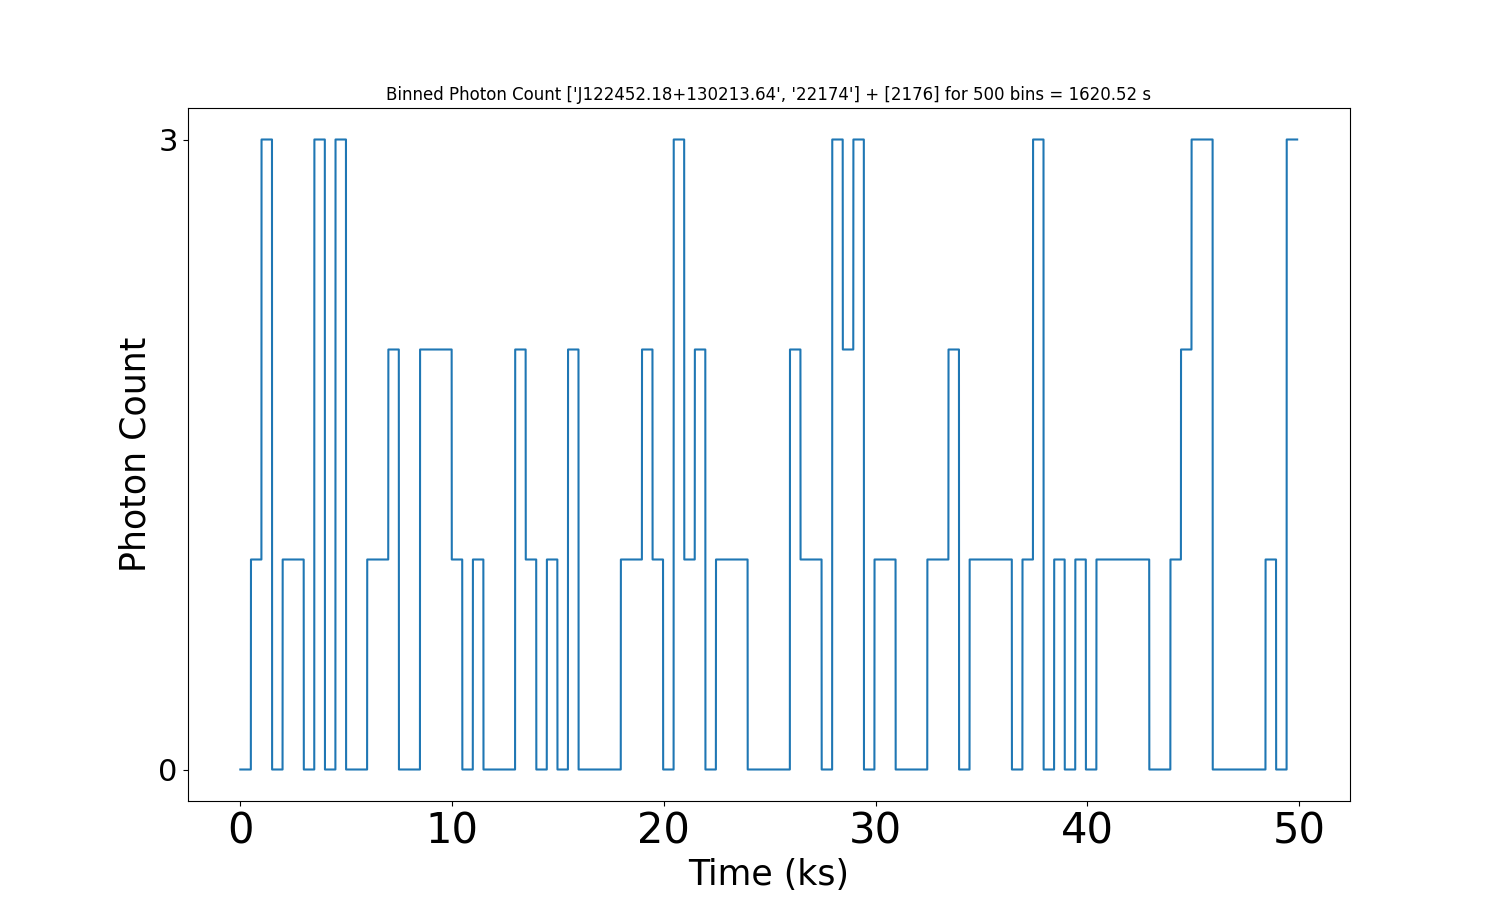 Binned Photon Count ['J122452.18+130213.64', '22174'] + [2176] for 500 bins = 1620.52 s
3
Photon Count
0
0 10 20 30 40 50
Time (ks)